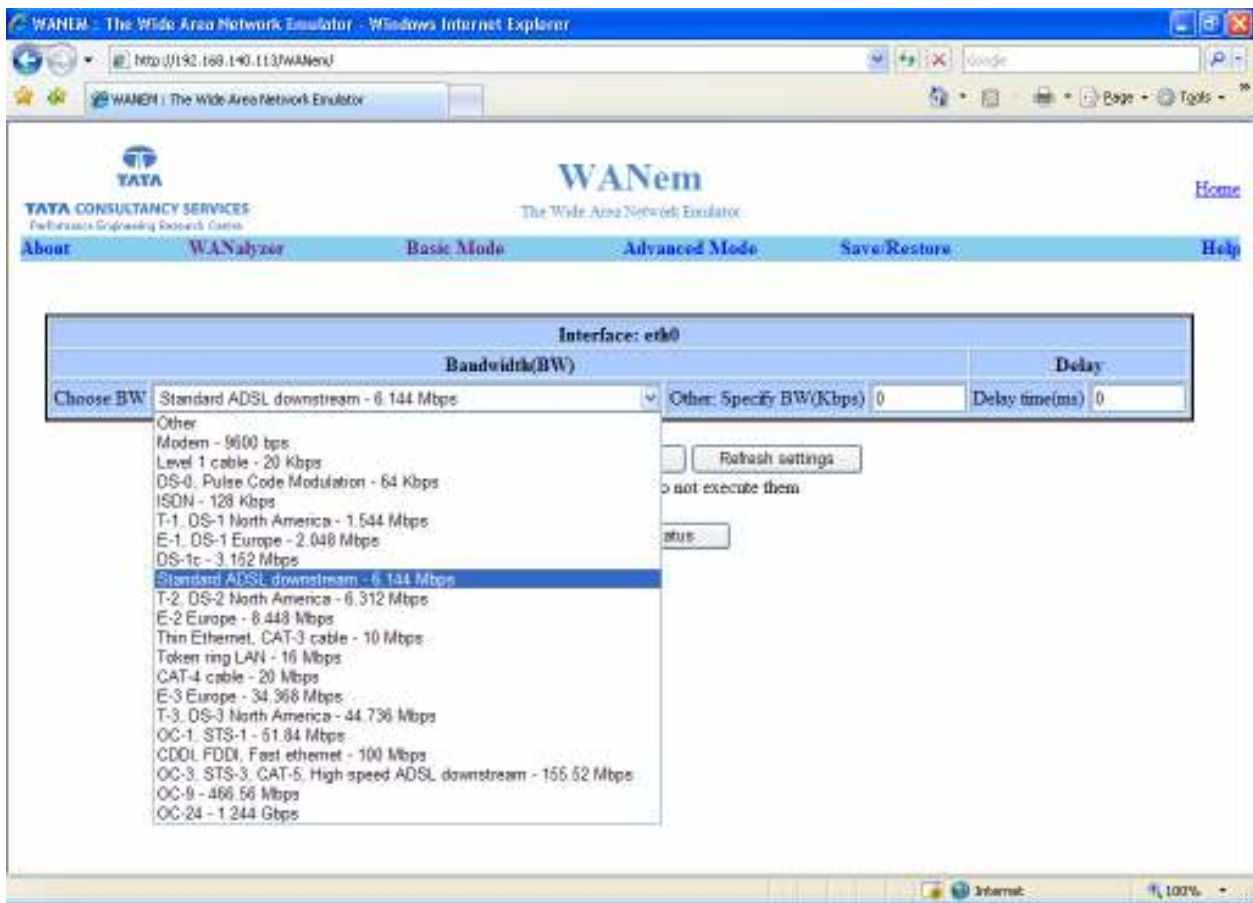 WANEM : The Wide Area Network Emulator - Windows Internet Explorer
http://192.168.140.113/WANem/
Google
WANEM : The Wide Area Network Emulator
Page
Tools
TATA
TATA CONSULTANCY SERVICES
Performance Engineering Research Centre
WANem
The Wide Area Network Emulator
Home
About WANalyzer Basic Mode Advanced Mode Save/Restore Help
Interface: eth0
Bandwidth(BW) Delay
Choose BW Standard ADSL downstream - 6.144 Mbps Other: Specify BW(Kbps) 0 Delay time(ms) 0
Other
Modem - 9600 bps
Level 1 cable - 20 Kbps
Refresh settings
DS-0, Pulse Code Modulation - 64 Kbps
o not execute them
ISDN - 128 Kbps
T-1, DS-1 North America - 1.544 Mbps
E-1, DS-1 Europe - 2.048 Mbps
atus
DS-1c - 3.152 Mbps
Standard ADSL downstream - 6.144 Mbps
T-2, DS-2 North America - 6.312 Mbps
E-2 Europe - 8.448 Mbps
Thin Ethernet, CAT-3 cable - 10 Mbps
Token ring LAN - 16 Mbps
CAT-4 cable - 20 Mbps
E-3 Europe - 34.368 Mbps
T-3, DS-3 North America - 44.736 Mbps
OC-1, STS-1 - 51.84 Mbps
CDDI, FDDI, Fast ethernet - 100 Mbps
OC-3, STS-3, CAT-5, High speed ADSL downstream - 155.52 Mbps
OC-9 - 466.56 Mbps
OC-24 - 1.244 Gbps
Internet
100%